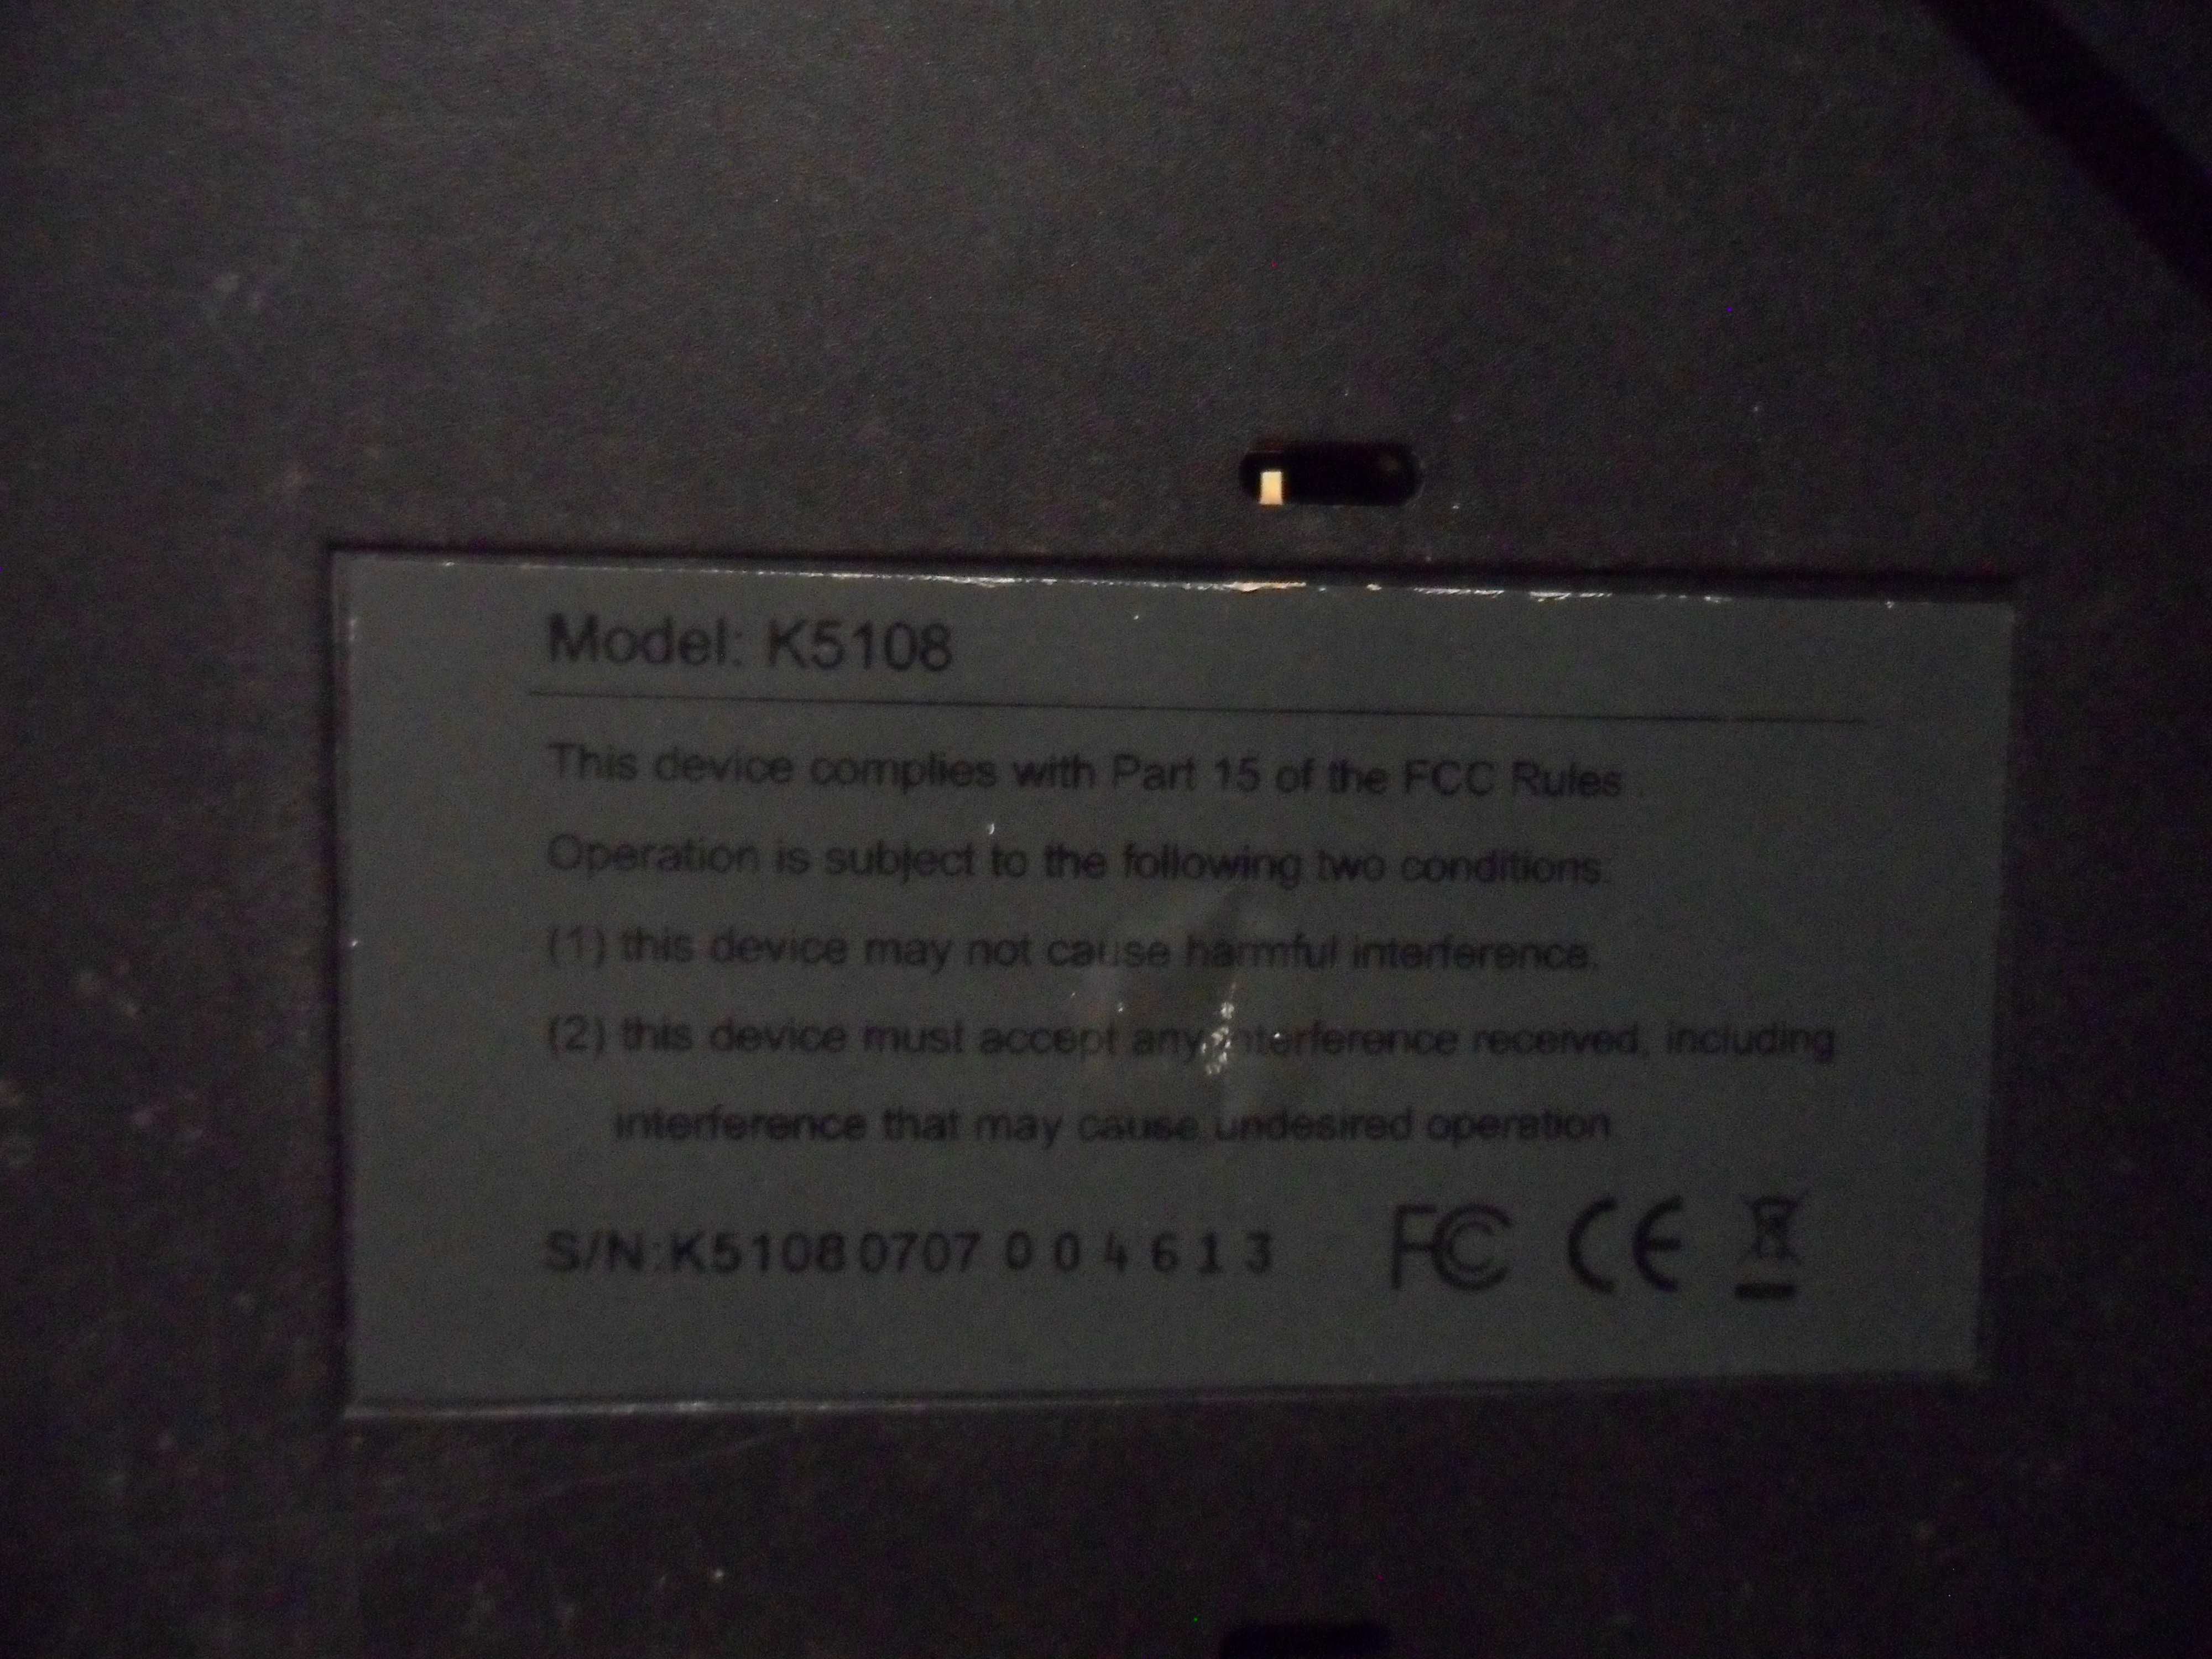 Model: K5108
This device complies with Part 15 of the FCC Rules
Operation is subject to the following two conditions:
(1) this device may not cause harmful interference.
(2) this device must accept any interference received, including
interference that may cause undesired operation
S/N:K51080707 0 0 4 6 1 3 FC CE